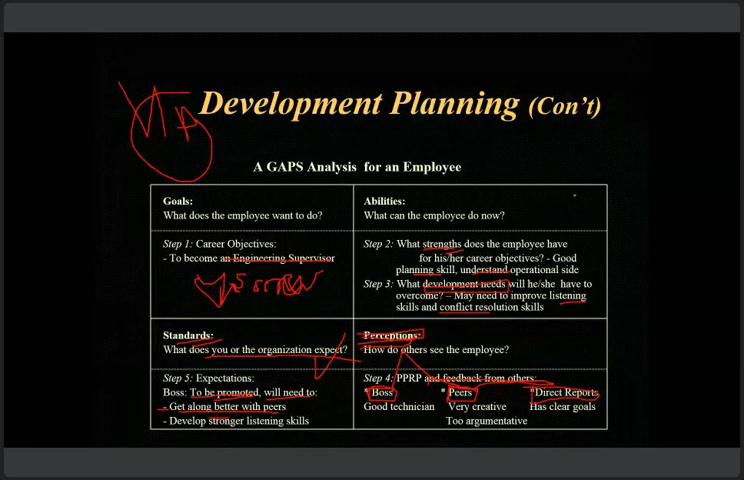 Development Planning (Con't)
A GAPS Analysis for an Employee
Goals:
What does the employee want to do?
Abilities:
What can the employee do now?
Step 1: Career Objectives:
- To become an Engineering Supervisor
Step 2: What strengths does the employee have
for his/her career objectives? - Good
planning skill, understand operational side
Step 3: What development needs will he/she have to
overcome? – May need to improve listening
skills and conflict resolution skills
Standards:
What does you or the organization expect?
Perceptions:
How do others see the employee?
Step 5: Expectations:
Boss: To be promoted, will need to:
- Get along better with peers
- Develop stronger listening skills
Step 4: PPRP and feedback from others:
* Boss * Peers *Direct Reports
Good technician Very creative Has clear goals
Too argumentative